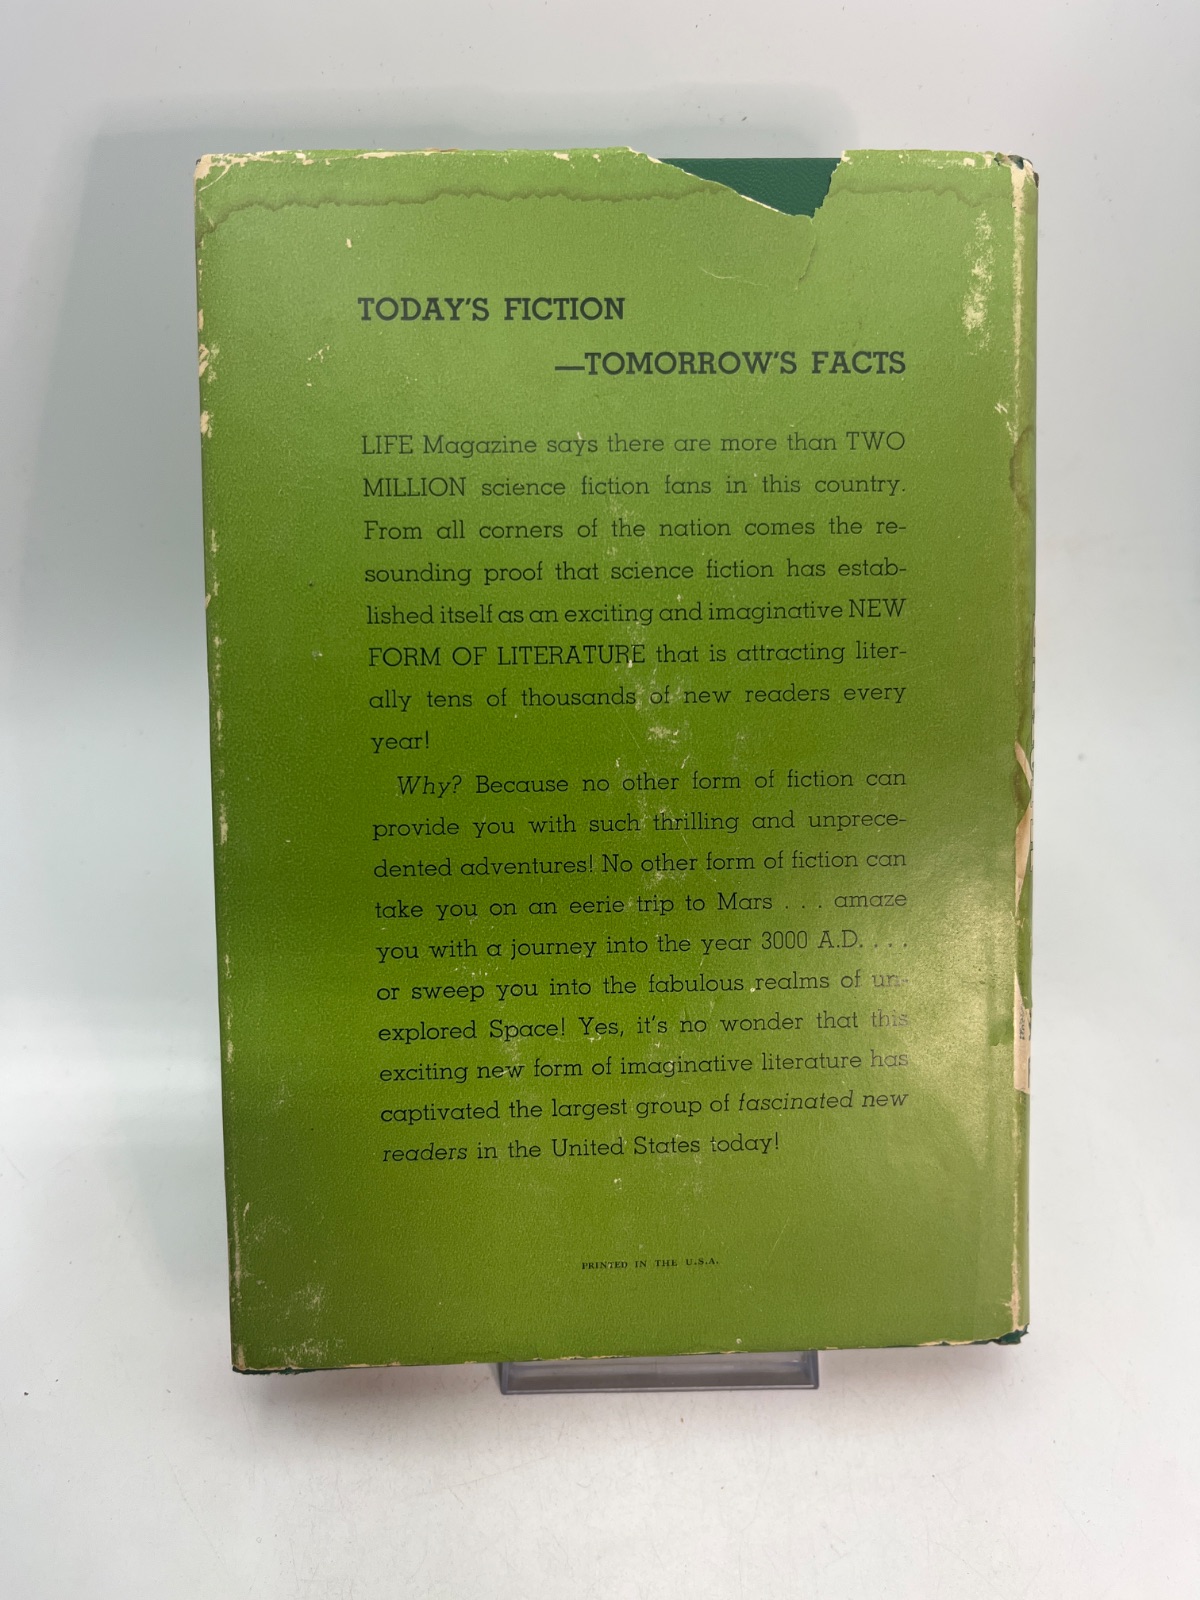 TODAY'S FICTION
—TOMORROW'S FACTS
LIFE Magazine says there are more than TWO
MILLION science fiction fans in this country.
From all corners of the nation comes the re-
sounding proof that science fiction has estab-
lished itself as an exciting and imaginative NEW
FORM OF LITERATURE that is attracting liter-
ally tens of thousands of new readers every
year!
Why? Because no other form of fiction can
provide you with such thrilling and unprece-
dented adventures! No other form of fiction can
take you on an eerie trip to Mars . . . amaze
you with a journey into the year 3000 A.D. . . .
or sweep you into the fabulous realms of un-
explored Space! Yes, it's no wonder that this
exciting new form of imaginative literature has
captivated the largest group of fascinated new
readers in the United States today!
PRINTED IN THE U.S.A.